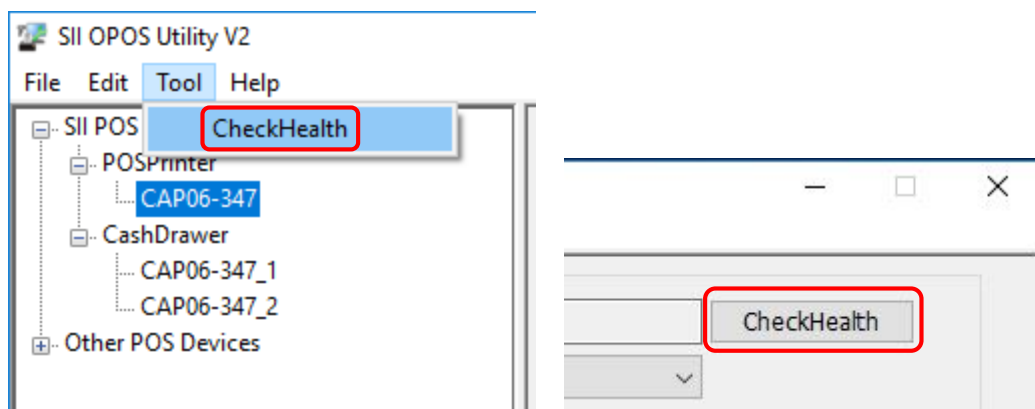 SII OPOS Utility V2
File Edit Tool Help
CheckHealth
SII POS
POSPrinter
CAP06-347
CashDrawer
CAP06-347_1
CAP06-347_2
Other POS Devices
CheckHealth